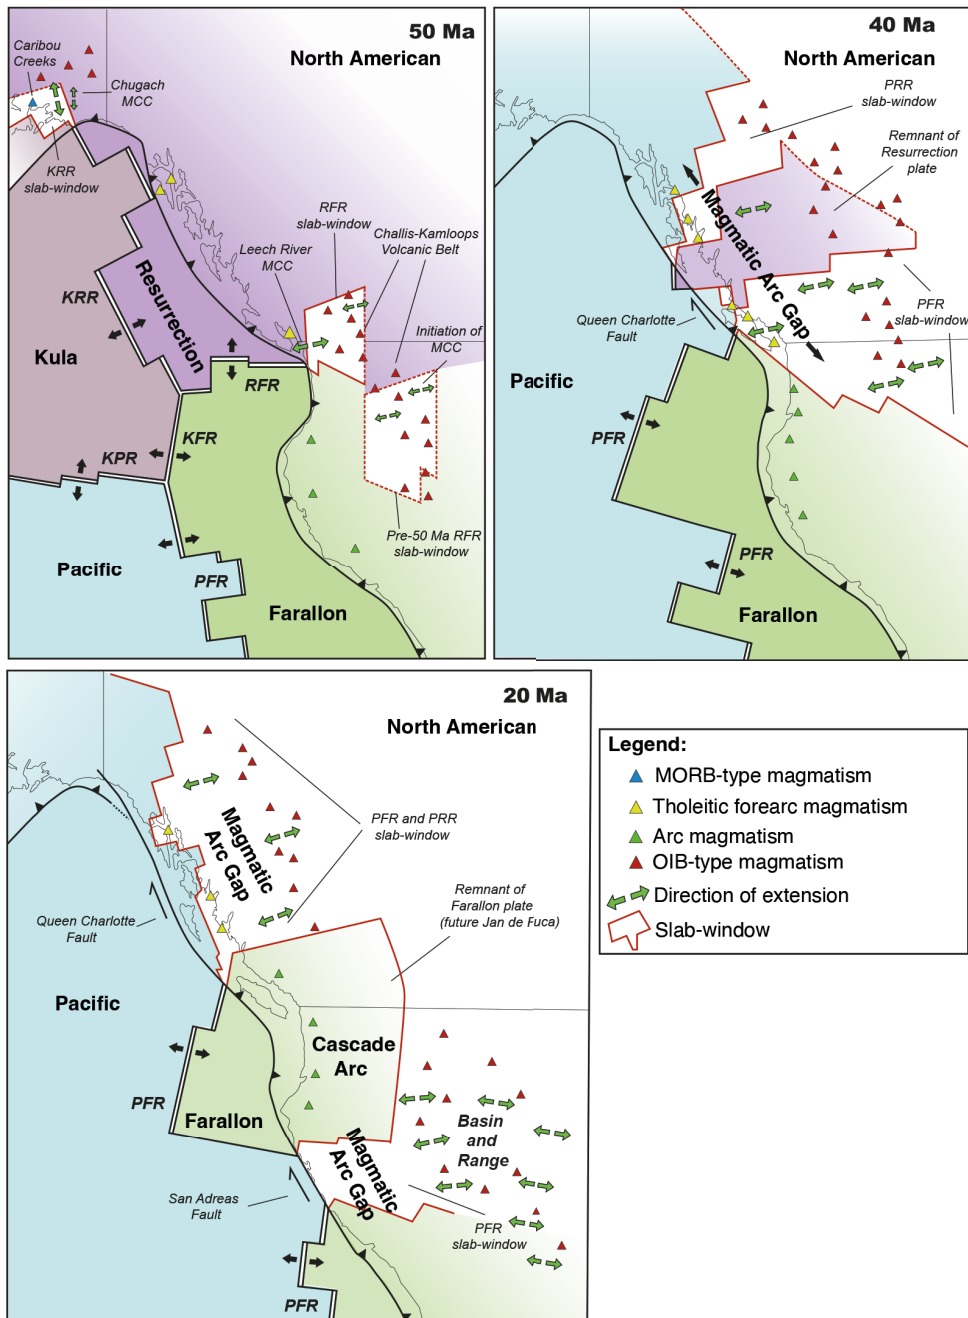 50 Ma
North American
Caribou
Creeks
Chugach
MCC
KRR
slab-window
RFR
slab-window
Leech River
MCC
Challis-Kamloops
Volcanic Belt
Initiation of
MCC
KRR
Resurrection
Kula
RFR
KFR
KPR
Pre-50 Ma RFR
slab-window
Pacific
PFR
Farallon
40 Ma
North American
PRR
slab-window
Remnant of
Resurrection
plate
Magmatic Arc Gap
PFR
slab-window
Queen Charlotte
Fault
Pacific
PFR
PFR
Farallon
20 Ma
North American
Magmatic
Arc Gap
PFR and PRR
slab-window
Remnant of
Farallon plate
(future Jan de Fuca)
Queen Charlotte
Fault
Pacific
Cascade
Arc
PFR
Farallon
Basin
and
Range
Magmatic
Arc Gap
San Adreas
Fault
PFR
slab-window
PFR
Legend:
MORB-type magmatism
Tholeitic forearc magmatism
Arc magmatism
OIB-type magmatism
Direction of extension
Slab-window